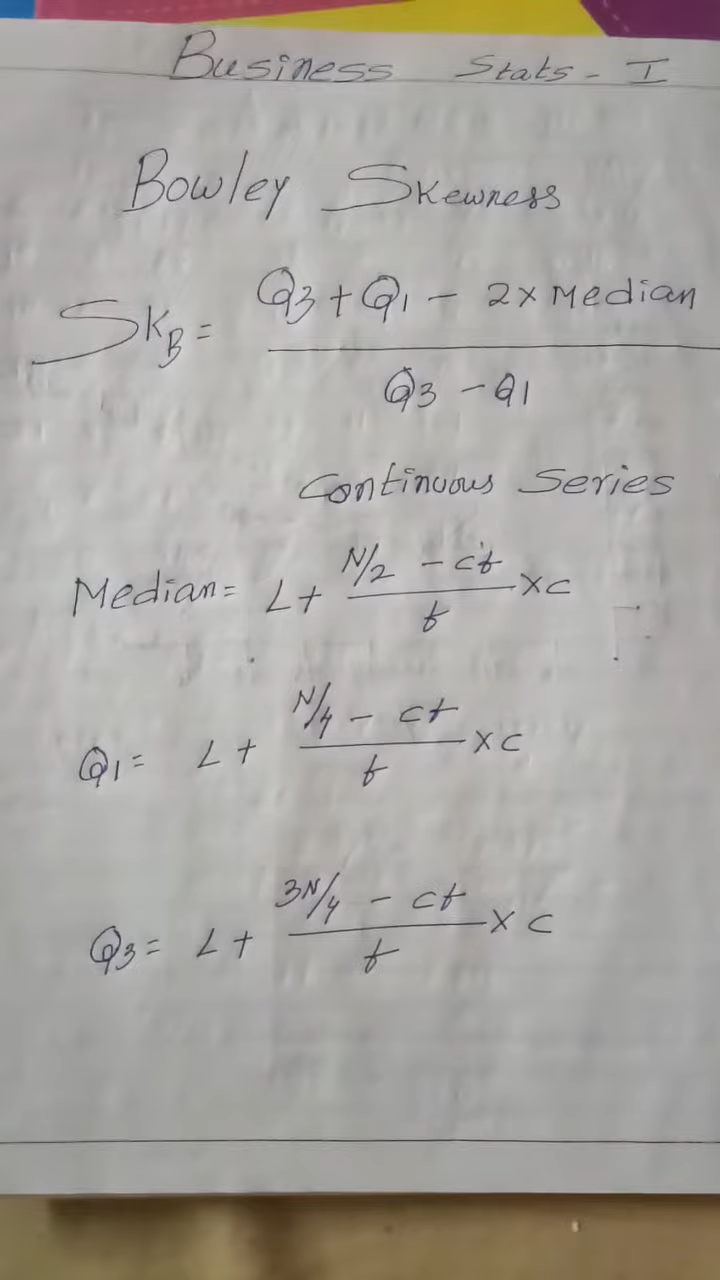 Business Stats - I
Bowley Skewness
SkB = Q3 + Q1 - 2 x Median
Q3 - Q1
Continuous Series
Median = L + N/2 - cf / f x c
Q1 = L + N/4 - cf / f x c
Q3 = L + 3N/4 - cf / f x c